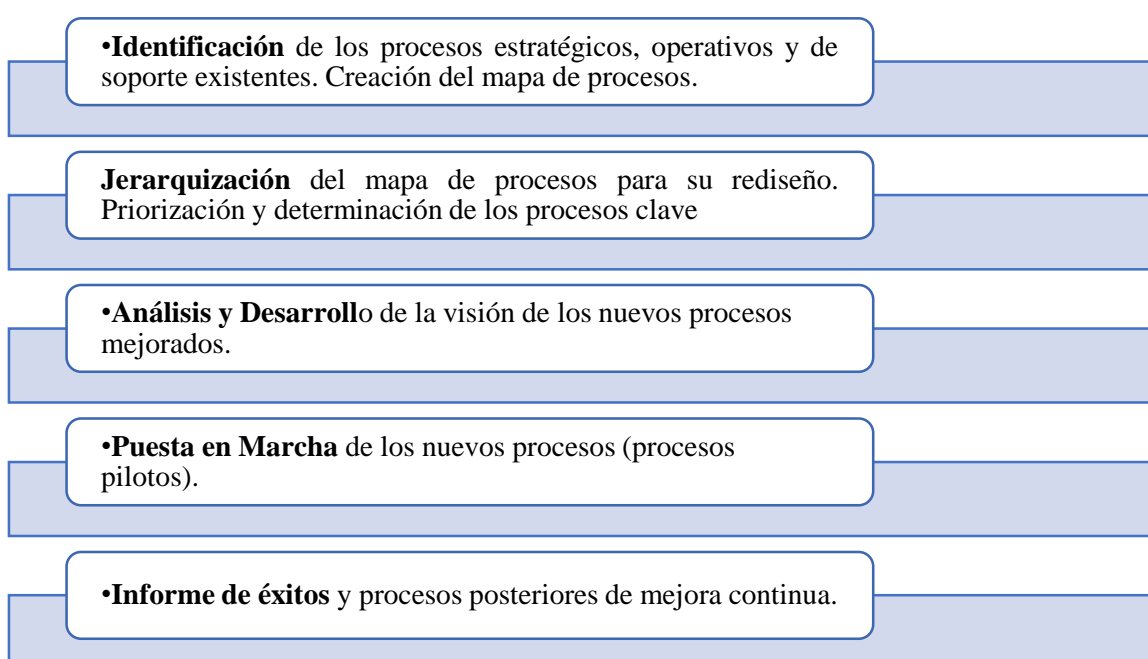 •Identificación de los procesos estratégicos, operativos y de
soporte existentes. Creación del mapa de procesos.
Jerarquización del mapa de procesos para su rediseño.
Priorización y determinación de los procesos clave
•Análisis y Desarrollo de la visión de los nuevos procesos
mejorados.
•Puesta en Marcha de los nuevos procesos (procesos
pilotos).
•Informe de éxitos y procesos posteriores de mejora continua.